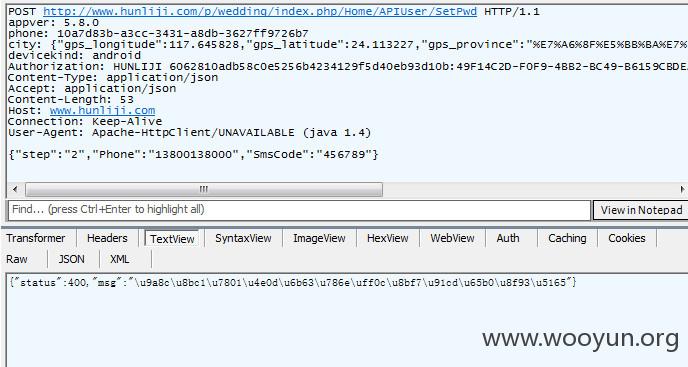 POST http://www.hunliji.com/p/wedding/index.php/Home/APIUser/SetPwd HTTP/1.1
appver: 5.8.0
phone: 10a7d83b-a3cc-3431-a8db-3627ff9726b7
city: {"gps_longitude":117.645828,"gps_latitude":24.113227,"gps_province":"%E7%A6%8F%E5%BB%BA%E7%
devicekind: android
Authorization: HUNLIJI 6062810adb58c0e5256b4234129f5d40eb93d10b:49F14C2D-F0F9-4BB2-BC49-B6159CBDE
Content-Type: application/json
Accept: application/json
Content-Length: 53
Host: www.hunliji.com
Connection: Keep-Alive
User-Agent: Apache-HttpClient/UNAVAILABLE (java 1.4)
{"step":"2","Phone":"13800138000","SmsCode":"456789"}
Find... (press Ctrl+Enter to highlight all)
View in Notepad
Transformer Headers TextView SyntaxView ImageView HexView WebView Auth Caching Cookies
Raw JSON XML
{"status":400,"msg":"\u9a8c\u8bc1\u7801\u4e0d\u6b63\u786e\uff0c\u8bf7\u91cd\u65b0\u8f93\u5165"}
www.wooyun.org